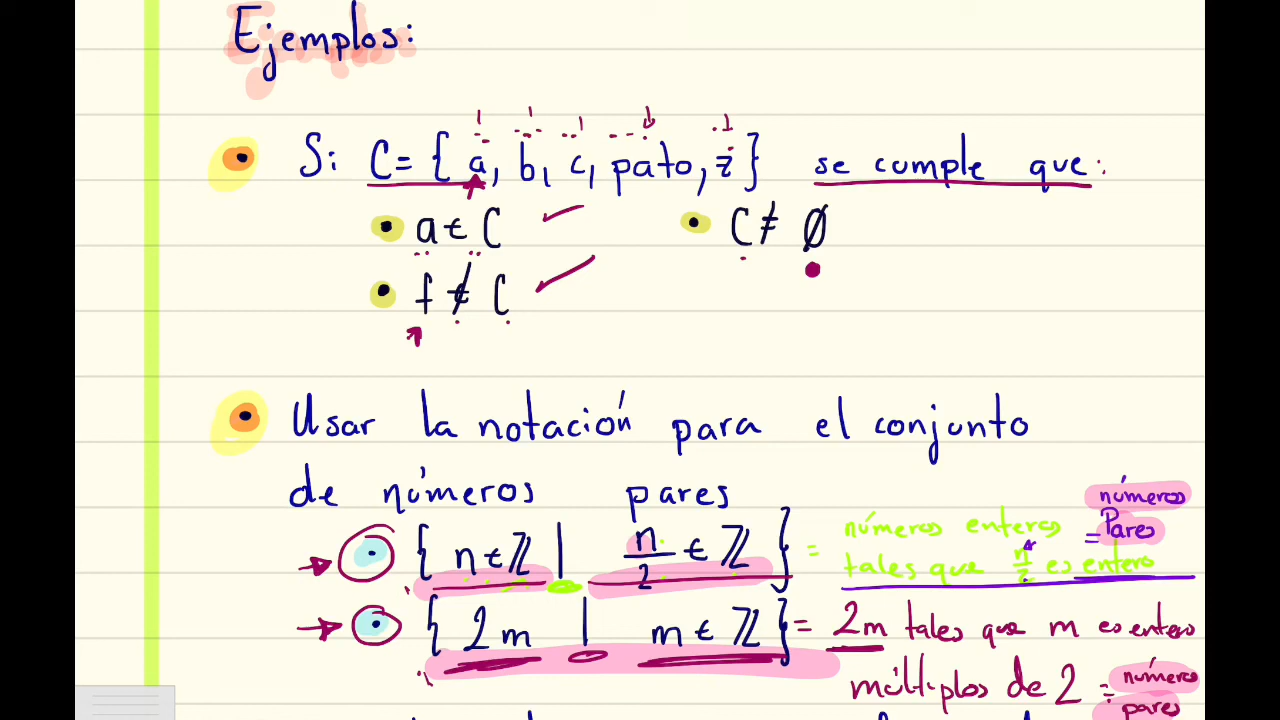 Ejemplos:
Si C = { a, b, c, pato, z } se cumple que:
a ∈ C
C ≠ ∅
f ∉ C
Usar la notación para el conjunto
de números pares
{ n ∈ ℤ | n/2 ∈ ℤ } = números enteros
tales que n/2 es entero
= números
Pares
{ 2m | m ∈ ℤ } = 2m tales que m es entero
múltiplos de 2 = números
pares